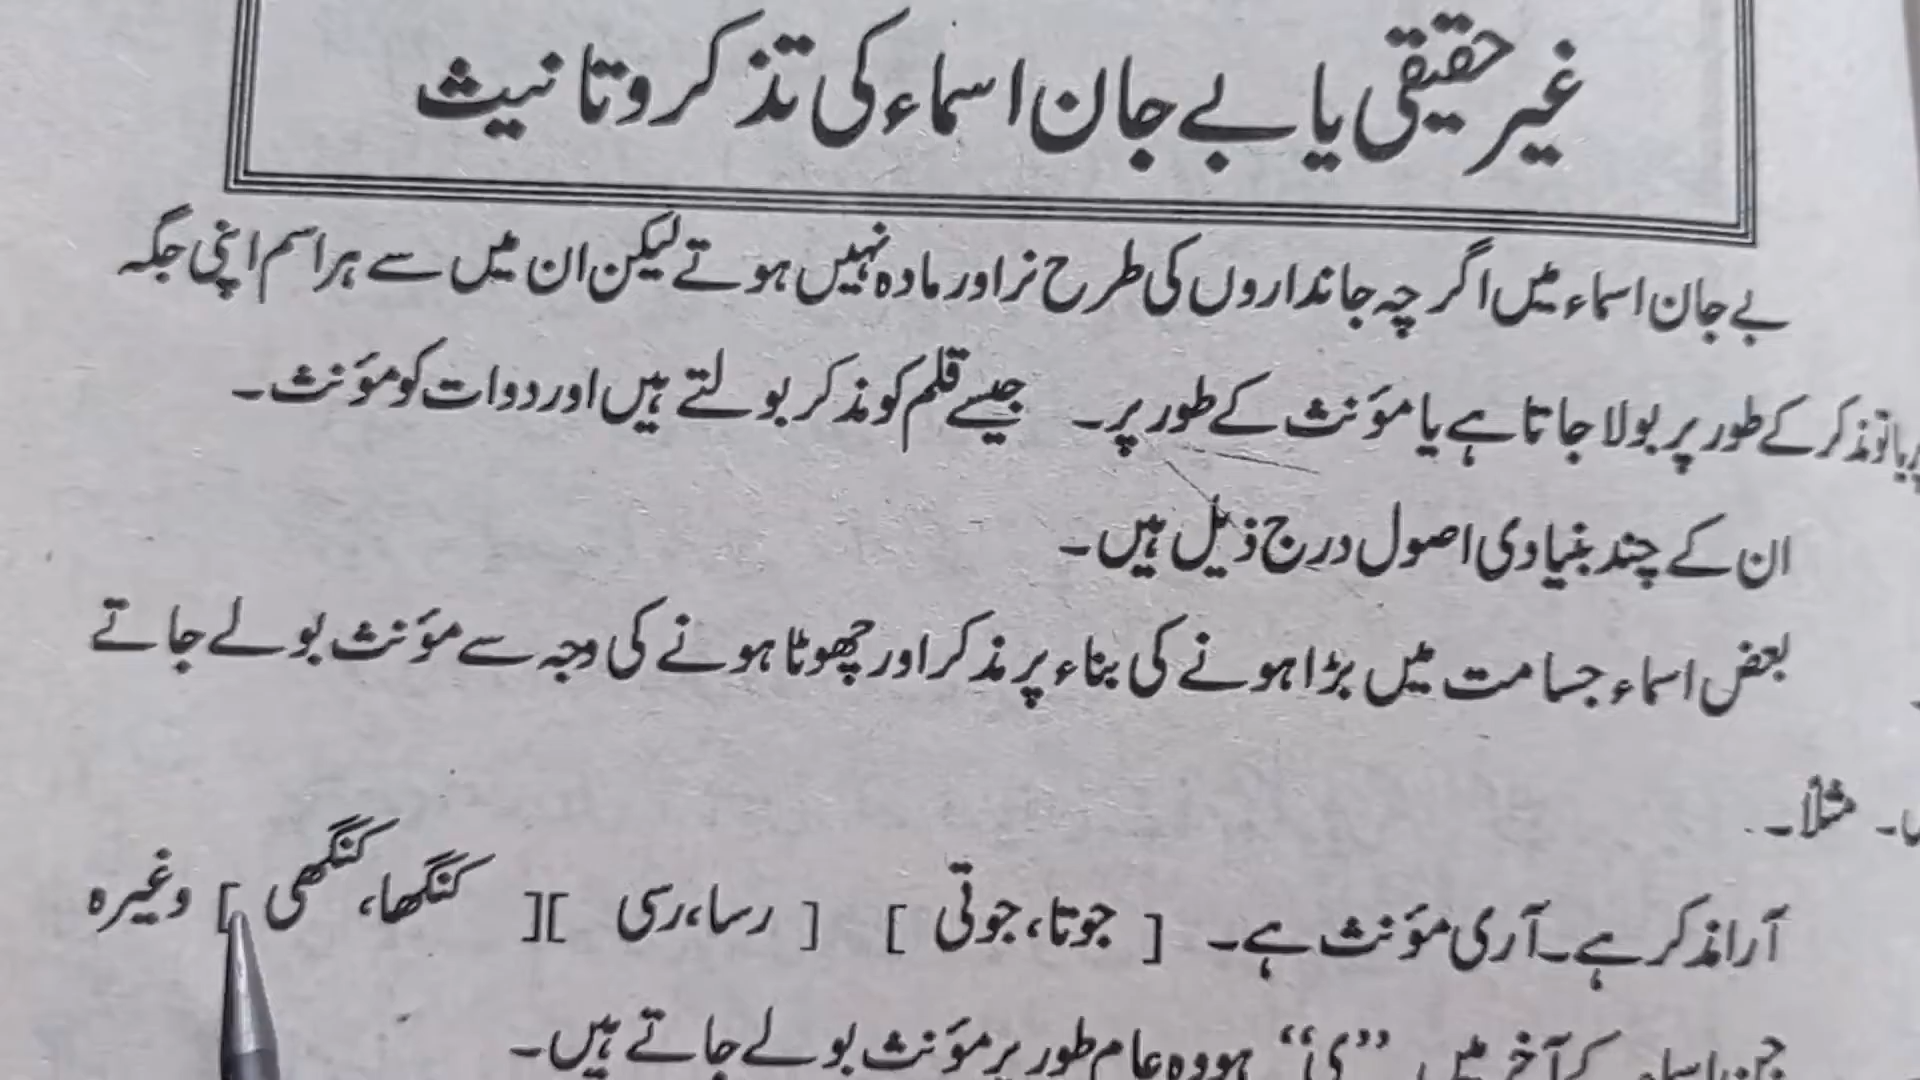 غیر حقیقی یا بے جان اسماء کی تذکر و تانیث
بے جان اسماء میں اگرچہ جانداروں کی طرح نر اور مادہ نہیں ہوتے لیکن ان میں سے ہر اسم اپنی جگہ
یا تو مذکر کے طور پر بولا جاتا ہے یا مؤنث کے طور پر۔ جیسے قلم کو مذکر بولتے ہیں اور دوات کو مؤنث۔
ان کے چند بنیادی اصول درج ذیل ہیں۔
بعض اسماء جسامت میں بڑا ہونے کی بناء پر مذکر اور چھوٹا ہونے کی وجہ سے مؤنث بولے جاتے
۔ مثلاً۔
آرا مذکر ہے۔ آری مؤنث ہے۔ [ جوتا، جوتی ] [ رسا، رسی ] [ کنگھا، کنگھی ] وغیرہ
جن اسماء کے آخر میں ”ی“ ہو وہ عام طور پر مؤنث بولے جاتے ہیں۔